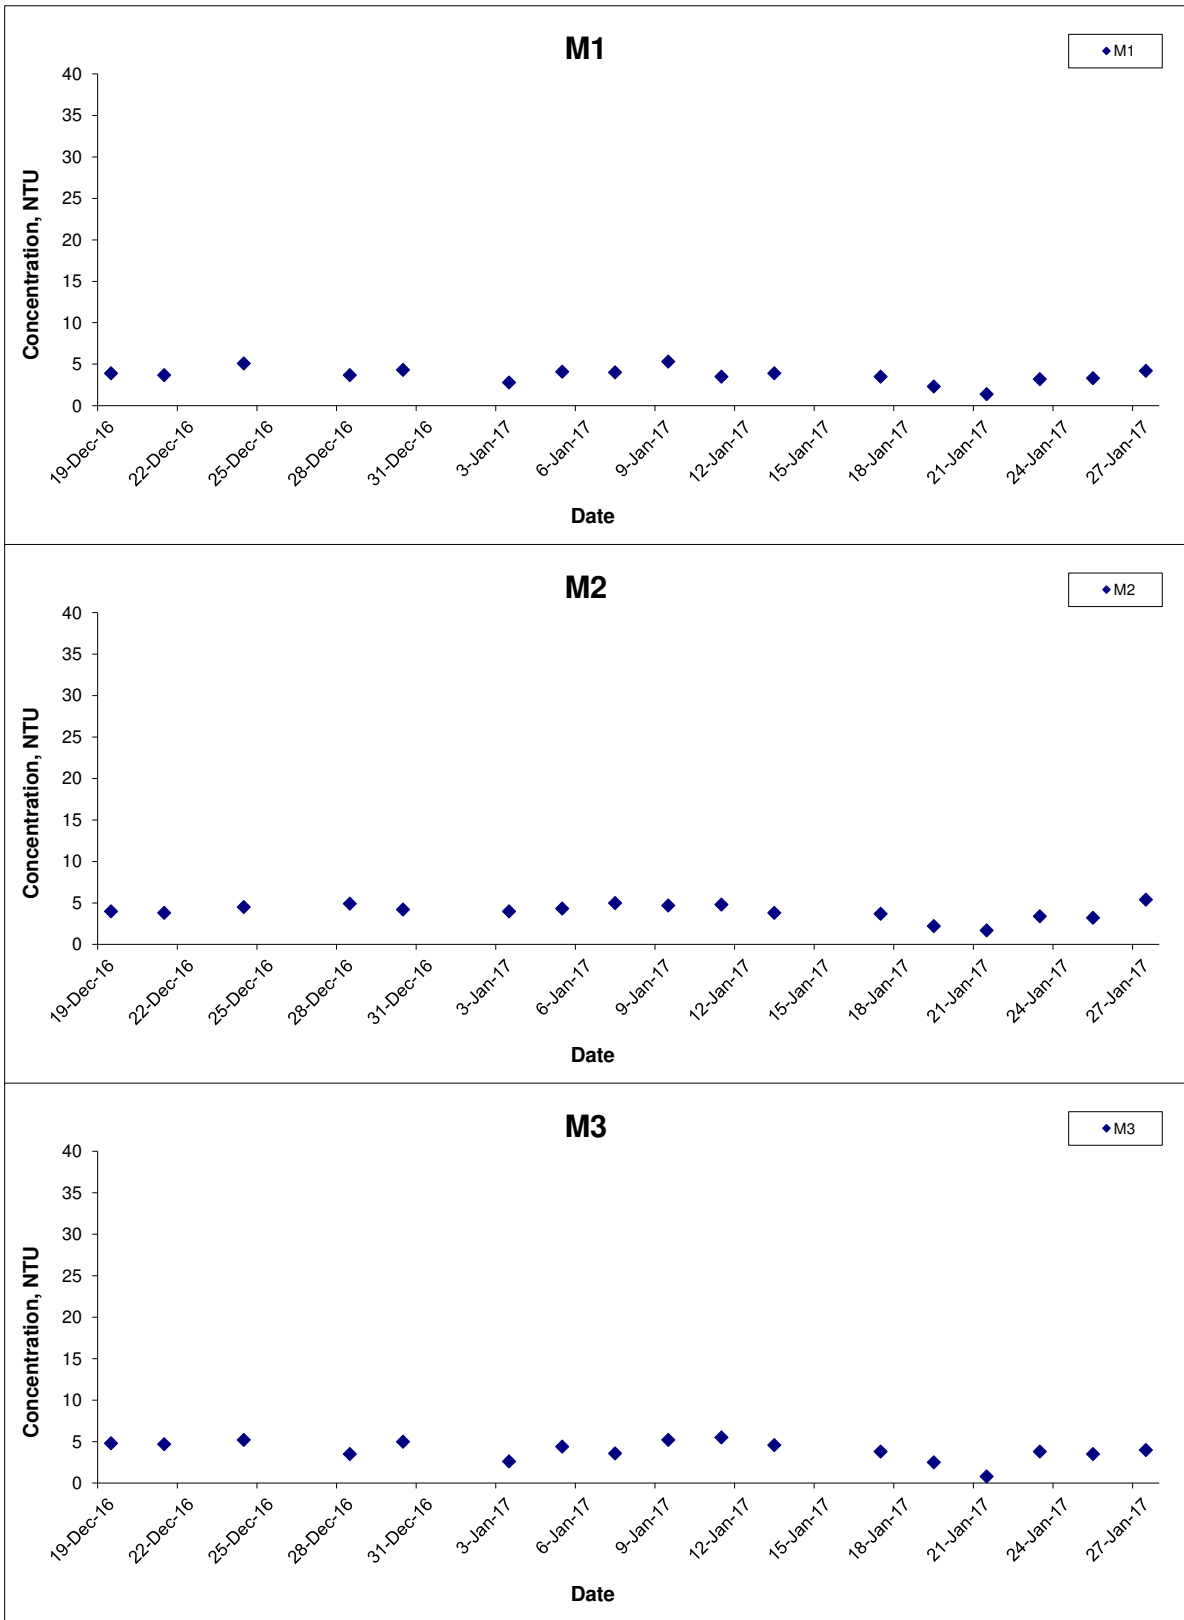 M1
M1
40
35
30
25
20
15
10
5
0
Concentration, NTU
19-Dec-16
22-Dec-16
25-Dec-16
28-Dec-16
31-Dec-16
3-Jan-17
6-Jan-17
9-Jan-17
12-Jan-17
15-Jan-17
18-Jan-17
21-Jan-17
24-Jan-17
27-Jan-17
Date
M2
M2
40
35
30
25
20
15
10
5
0
Concentration, NTU
19-Dec-16
22-Dec-16
25-Dec-16
28-Dec-16
31-Dec-16
3-Jan-17
6-Jan-17
9-Jan-17
12-Jan-17
15-Jan-17
18-Jan-17
21-Jan-17
24-Jan-17
27-Jan-17
Date
M3
M3
40
35
30
25
20
15
10
5
0
Concentration, NTU
19-Dec-16
22-Dec-16
25-Dec-16
28-Dec-16
31-Dec-16
3-Jan-17
6-Jan-17
9-Jan-17
12-Jan-17
15-Jan-17
18-Jan-17
21-Jan-17
24-Jan-17
27-Jan-17
Date